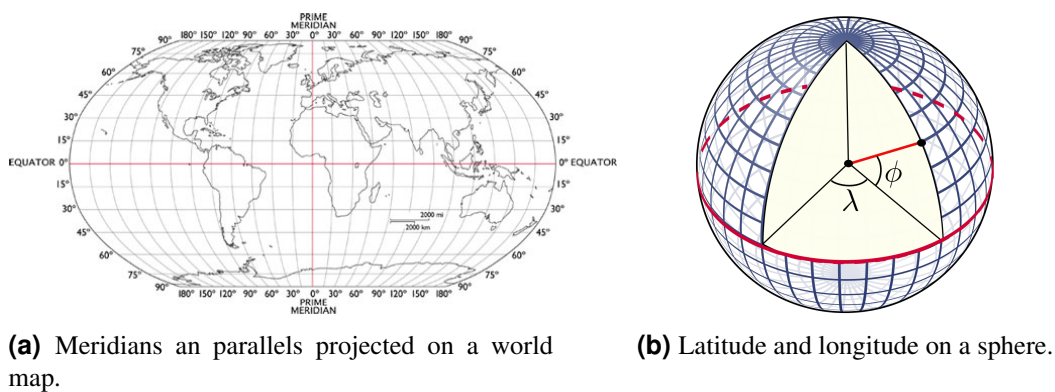 PRIME
MERIDIAN
90° 180° 150° 120° 90° 60° 30° 0° 30° 60° 90° 120° 150° 180° 90°
75° 75°
60° 60°
45° 45°
30° 30°
15° 15°
EQUATOR 0° 0° EQUATOR
15° 15°
30° 30°
2000 mi
2000 km
45° 45°
60° 60°
75° 75°
90° 180° 150° 120° 90° 60° 30° 0° 30° 60° 90° 120° 150° 180° 90°
PRIME
MERIDIAN
ϕ
λ
(a) Meridians an parallels projected on a world
map.
(b) Latitude and longitude on a sphere.